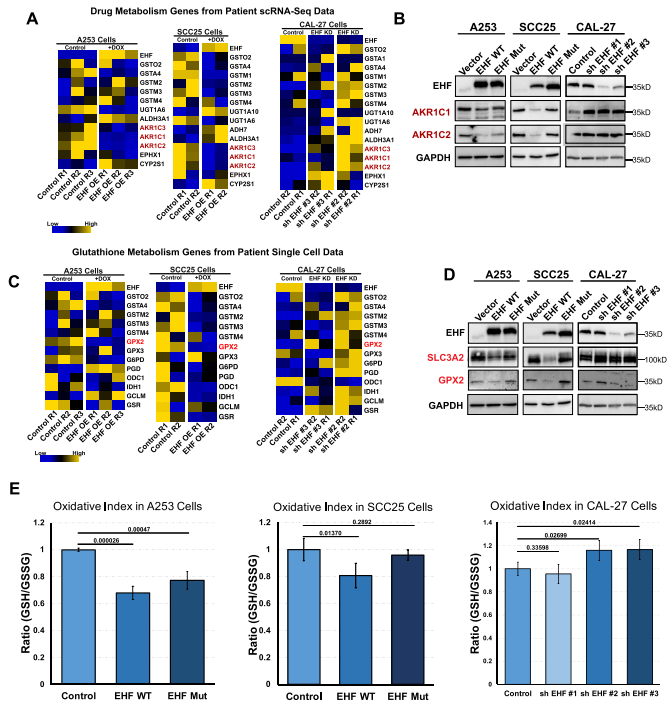 Drug Metabolism Genes from Patient scRNA-Seq Data
A
A253 Cells
Control
+DOX
EHF
GSTO2
GSTA4
GSTM2
GSTM3
GSTM4
UGT1A6
ALDH3A1
AKR1C3
AKR1C1
AKR1C2
EPHX1
CYP2S1
Control R1
Control R2
Control R3
EHF OE R1
EHF OE R2
EHF OE R3
Low
High
SCC25 Cells
Control
+DOX
EHF
GSTO2
GSTA1
GSTA4
GSTM1
GSTM2
GSTM3
GSTM4
UGT1A10
UGT1A6
ADH7
ALDH3A1
AKR1C3
AKR1C1
AKR1C2
EPHX1
CYP2S1
Control R1
Control R2
EHF OE R1
EHF OE R2
CAL-27 Cells
Control
EHF KD
EHF KD
Control R2
Control R1
sh EHF #3 R2
sh EHF #3 R1
sh EHF #2 R2
sh EHF #2 R1
B
A253
SCC25
CAL-27
Vector
EHF WT
EHF Mut
Vector
EHF WT
EHF Mut
Control
sh EHF #1
sh EHF #2
sh EHF #3
EHF
35kD
AKR1C1
35kD
AKR1C2
35kD
GAPDH
35kD
Glutathione Metabolism Genes from Patient Single Cell Data
C
A253 Cells
Control
+DOX
EHF
GSTO2
GSTA4
GSTM2
GSTM3
GSTM4
GPX2
GPX3
G6PD
PGD
ODC1
IDH1
GCLM
GSR
Control R1
Control R2
Control R3
EHF OE R1
EHF OE R2
EHF OE R3
Low
High
SCC25 Cells
Control
+DOX
EHF
GSTO2
GSTA4
GSTM2
GSTM3
GSTM4
GPX2
GPX3
G6PD
PGD
ODC1
IDH1
GCLM
GSR
Control R1
Control R2
EHF OE R1
EHF OE R2
CAL-27 Cells
Control
EHF KD
EHF KD
EHF
GSTO2
GSTA1
GSTA4
GSTM1
GSTM2
GSTM3
GSTM4
GPX2
GPX3
G6PD
PGD
ODC1
IDH1
GCLM
GSR
Control R2
Control R1
sh EHF #3 R2
sh EHF #3 R1
sh EHF #2 R2
sh EHF #2 R1
D
A253
SCC25
CAL-27
Vector
EHF WT
EHF Mut
Vector
EHF WT
EHF Mut
Control
sh EHF #1
sh EHF #2
sh EHF #3
EHF
35kD
SLC3A2
100kD
GPX2
25kD
GAPDH
35kD
E
Oxidative Index in A253 Cells
Ratio (GSH/GSSG)
1.2
1
0.8
0.6
0.4
0.2
0
0.00047
0.000026
Control
EHF WT
EHF Mut
Oxidative Index in SCC25 Cells
Ratio (GSH/GSSG)
1.2
1
0.8
0.6
0.4
0.2
0
0.2892
0.01370
Control
EHF WT
EHF Mut
Oxidative Index in CAL-27 Cells
Ratio (GSH/GSSG)
1.4
1.2
1
0.8
0.6
0.4
0.2
0
0.02414
0.02699
0.33598
Control
sh EHF #1
sh EHF #2
sh EHF #3